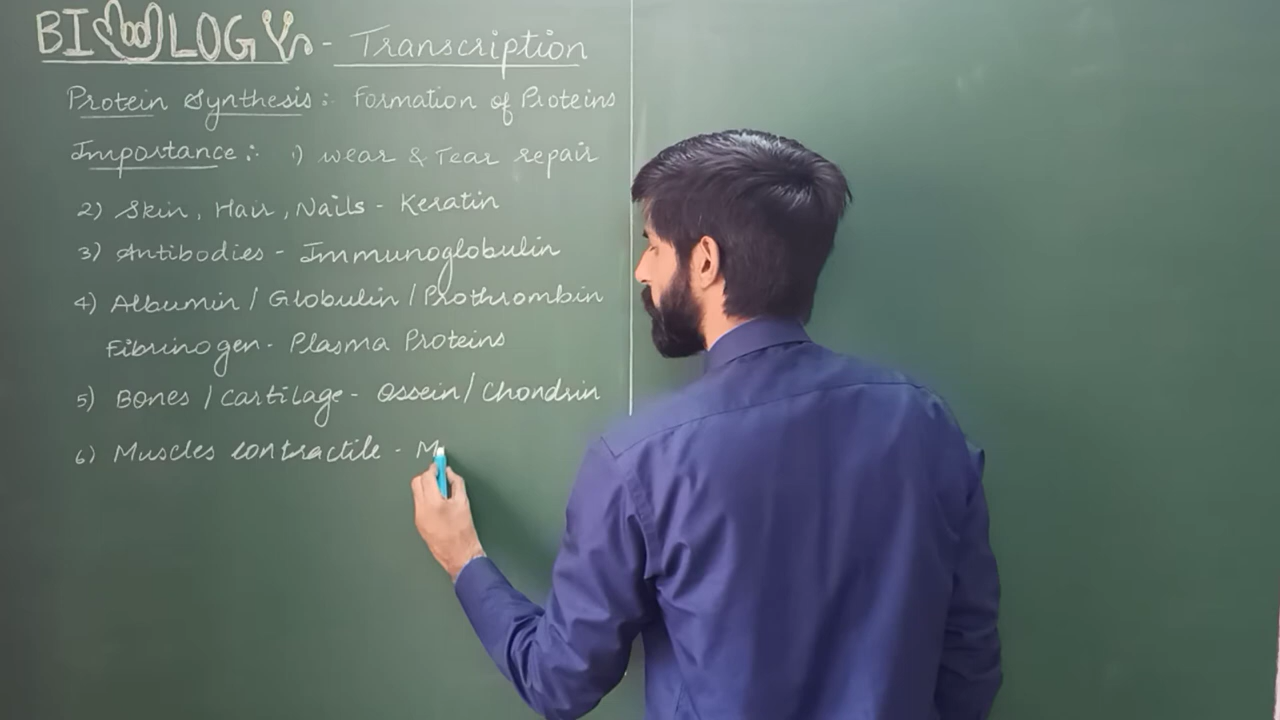 BIOLOGY - Transcription
Protein Synthesis: Formation of Proteins
Importance: 1) Wear & Tear repair
2) Skin, Hair, Nails - Keratin
3) Antibodies - Immunoglobulin
4) Albumin / Globulin / Prothrombin
Fibrinogen - Plasma Proteins
5) Bones / Cartilage - Ossein / Chondrin
6) Muscles contractile - M